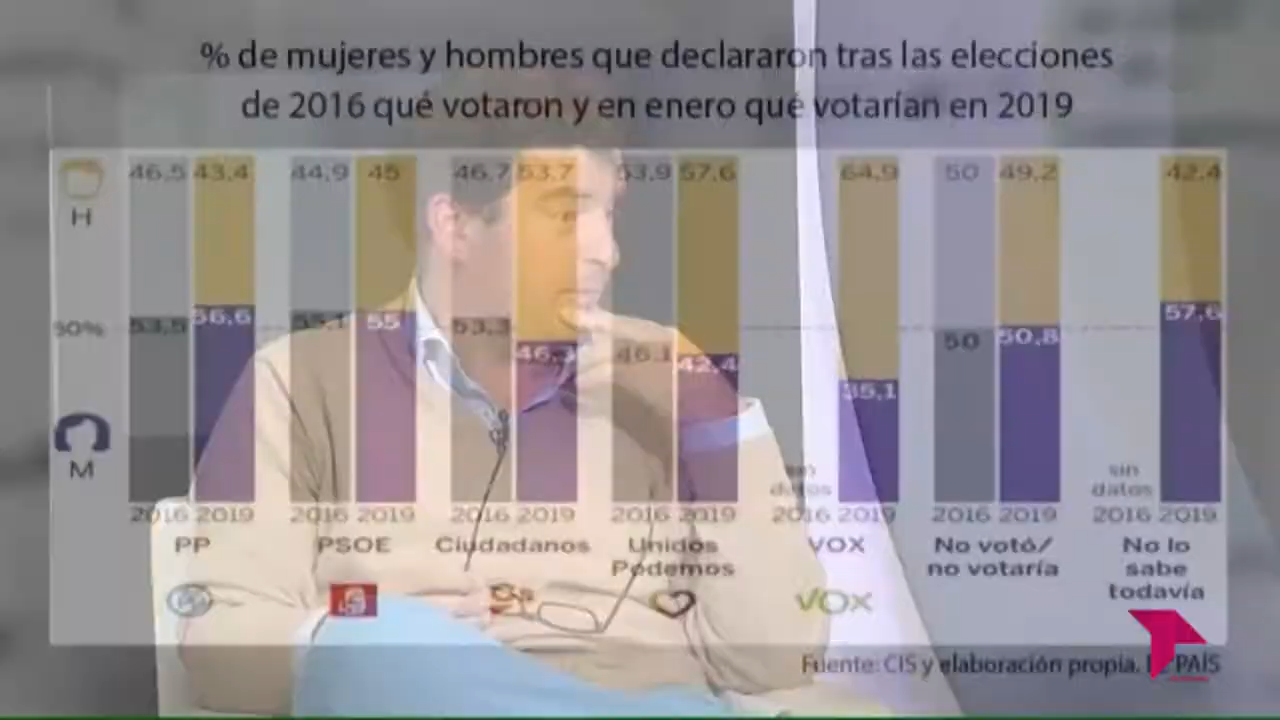 % de mujeres y hombres que declararon tras las elecciones
de 2016 qué votaron y en enero qué votarían en 2019
46,5 43,4 44,9 45 46,7 53,7 53,9 57,6 64,9 50 49,2 42,4
H
50% 53,5 56,6 55,1 55 53,3 46,3 46,1 42,4 35,1 50 50,8 57,6
M
sin datos sin datos
2016 2019 2016 2019 2016 2019 2016 2019 2016 2019 2016 2019 2016 2019
PP PSOE Ciudadanos Unidos Podemos VOX No votó/ no votaría No lo sabe todavía
Cs VOX
Fuente: CIS y elaboración propia. PAÍS